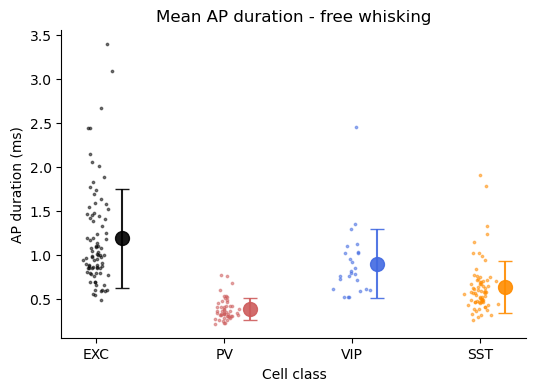 Mean AP duration - free whisking
AP duration (ms)
3.5
3.0
2.5
2.0
1.5
1.0
0.5
EXC
PV
VIP
SST
Cell class